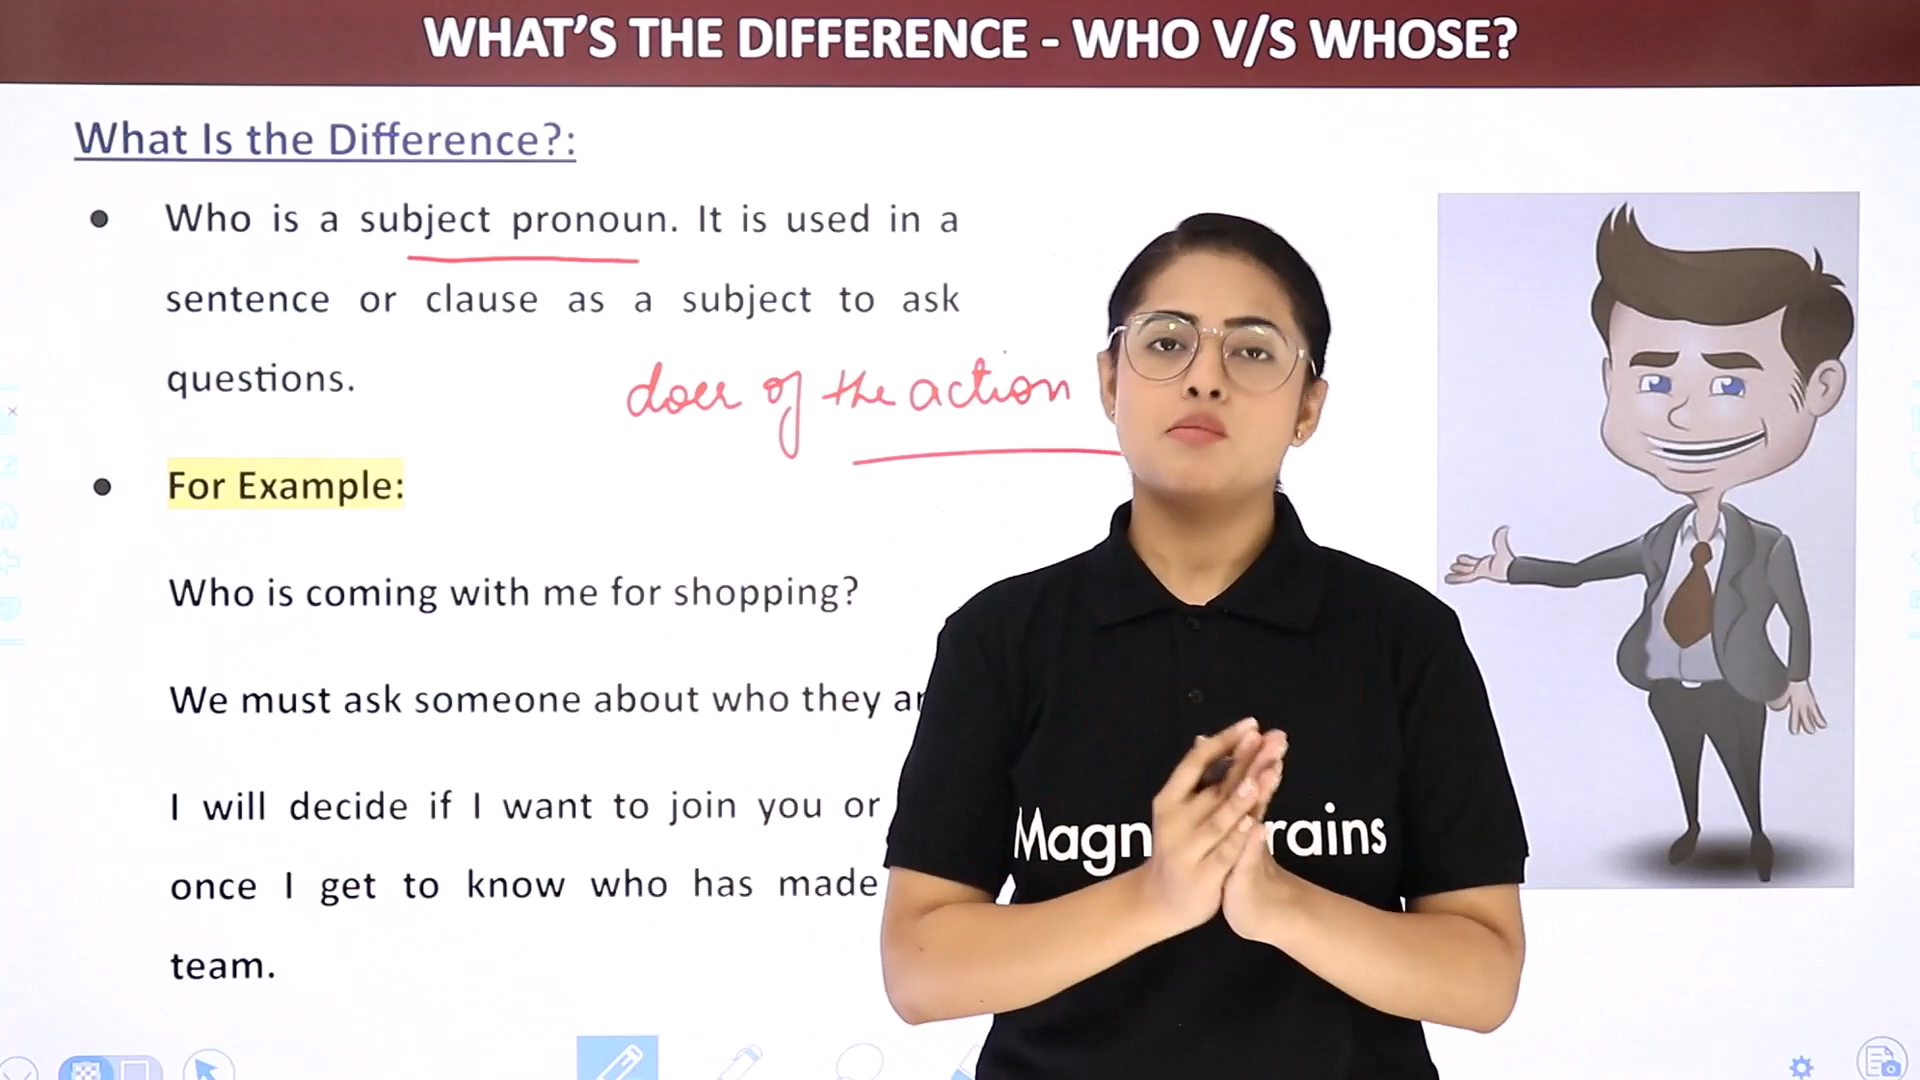 WHAT'S THE DIFFERENCE - WHO V/S WHOSE?
What Is the Difference?:
● Who is a subject pronoun. It is used in a
sentence or clause as a subject to ask
questions.
doer of the action
● For Example:
Who is coming with me for shopping?
We must ask someone about who they
I will decide if I want to join you or
once I get to know who has made
team.
Magn rains